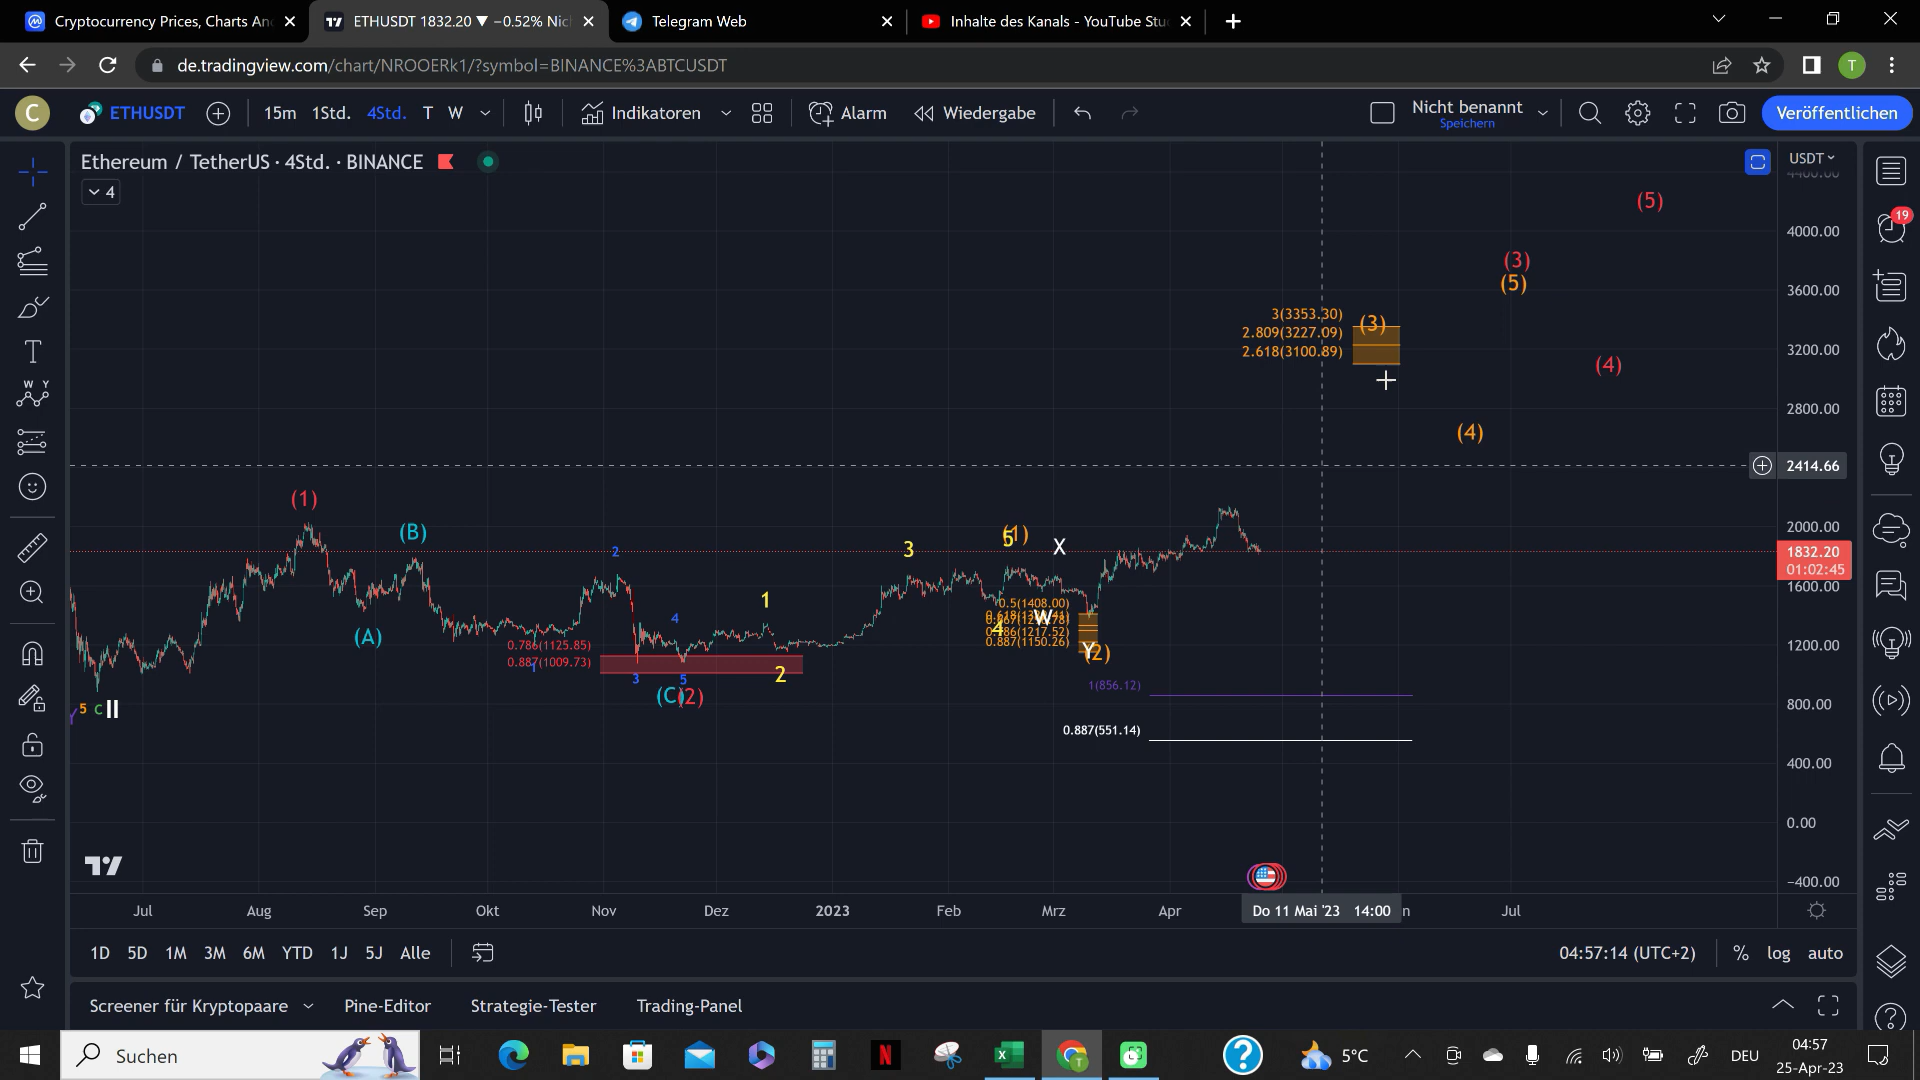 Cryptocurrency Prices, Charts An
ETHUSDT 1832.20 ▼ −0.52% Nic
Telegram Web
Inhalte des Kanals - YouTube Stu
de.tradingview.com/chart/NROOERk1/?symbol=BINANCE%3ABTCUSDT
T
C
ETHUSDT
15m
1Std.
4Std.
T
W
Indikatoren
Alarm
Wiedergabe
Nicht benannt
Speichern
Veröffentlichen
Ethereum / TetherUS · 4Std. · BINANCE
USDT
4
4400.00
(5)
19
4000.00
(3)
(5)
3600.00
3(3353.30)
(3)
2.809(3227.09)
2.618(3100.89)
3200.00
(4)
2800.00
(4)
2414.66
(1)
(B)
2
3
5
(1)
X
2000.00
1832.20
01:02:45
1600.00
1
0.5(1408.00)
4
W
(A)
4
0.786(1125.85)
0.887(1009.73)
1
0.887(1150.26)
1200.00
Y
(2)
3
5
2
(C)
(2)
1(856.12)
Y
5
C
II
800.00
0.887(551.14)
400.00
0.00
−400.00
Jul
Aug
Sep
Okt
Nov
Dez
2023
Feb
Mrz
Apr
Do 11 Mai '23 14:00
n
Jul
1D
5D
1M
3M
6M
YTD
1J
5J
Alle
04:57:14 (UTC+2)
%
log
auto
Screener für Kryptopaare
Pine-Editor
Strategie-Tester
Trading-Panel
Suchen
5°C
DEU
04:57
25-Apr-23